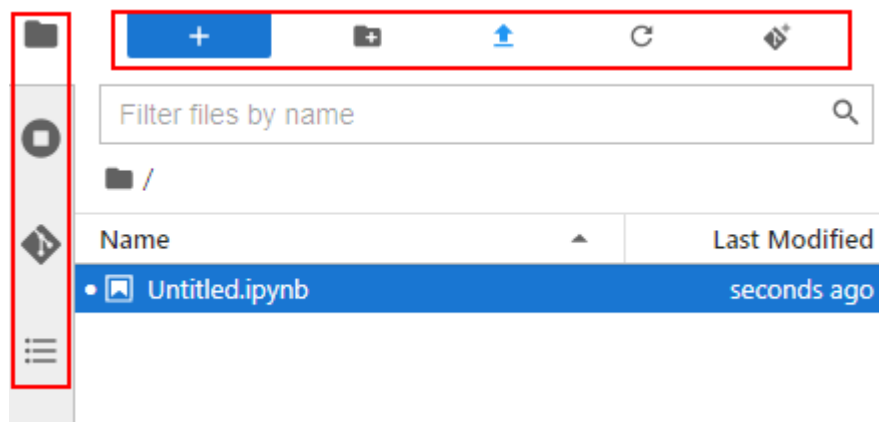 Filter files by name
/
Name Last Modified
Untitled.ipynb seconds ago